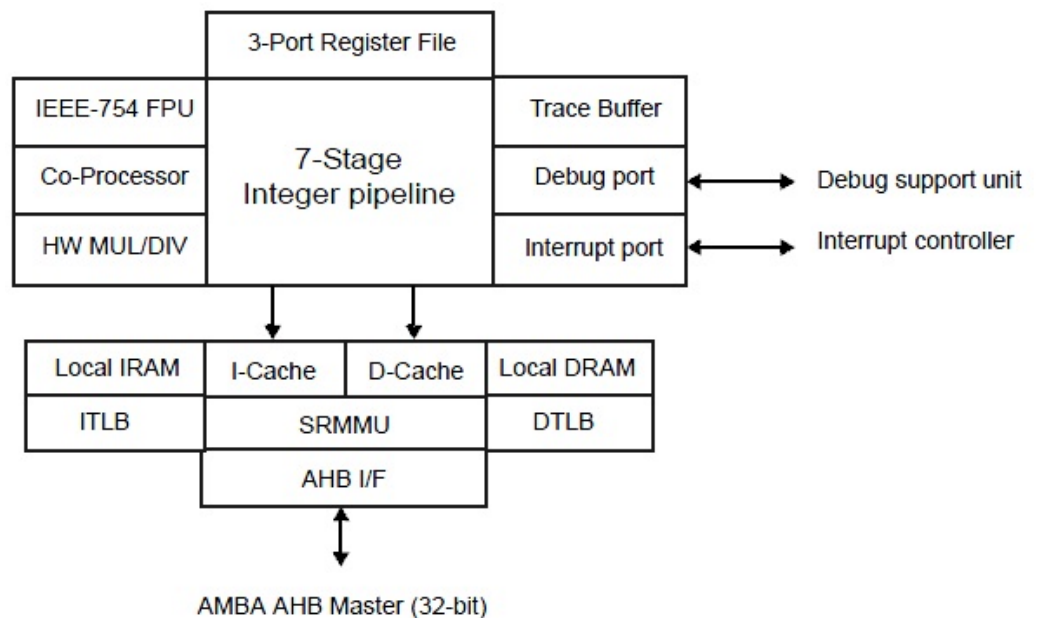 3-Port Register File
IEEE-754 FPU
Trace Buffer
7-Stage
Integer pipeline
Co-Processor
Debug port
Debug support unit
HW MUL/DIV
Interrupt port
Interrupt controller
Local IRAM
I-Cache
D-Cache
Local DRAM
ITLB
SRMMU
DTLB
AHB I/F
AMBA AHB Master (32-bit)